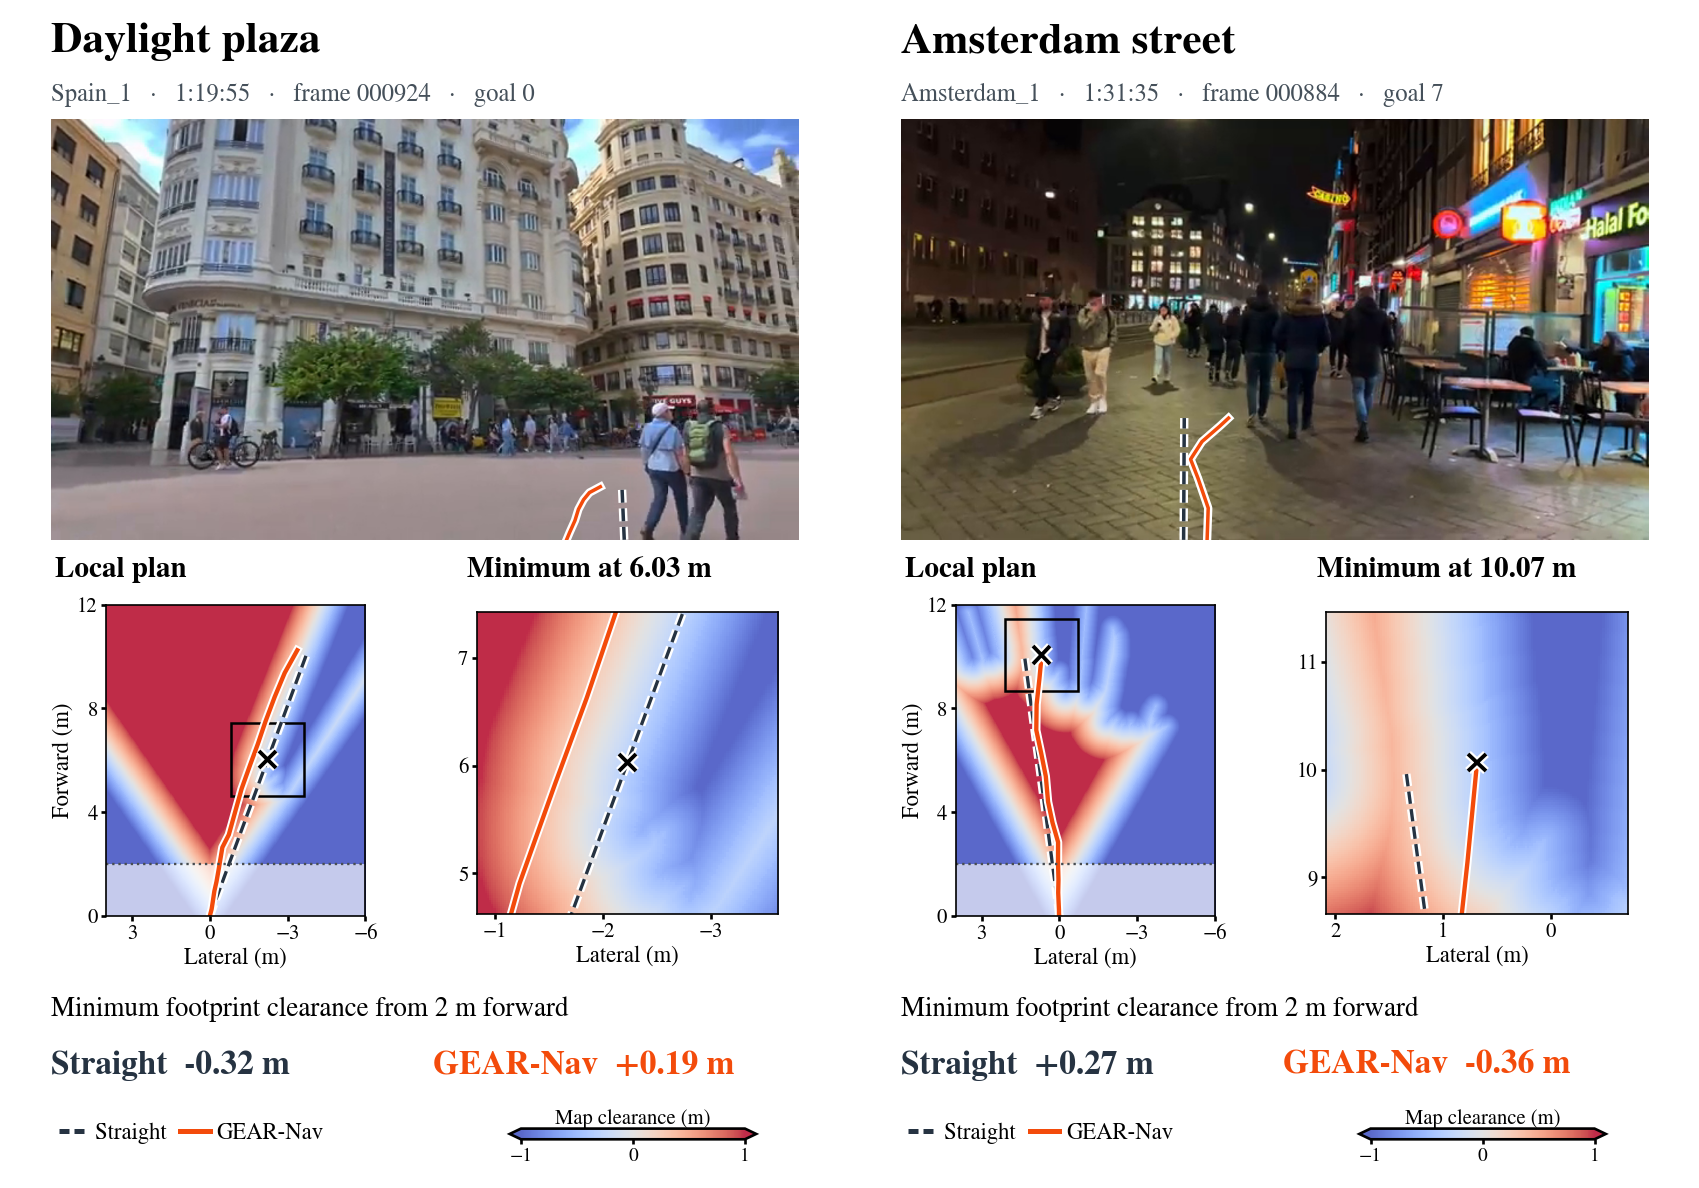 Daylight plaza
Spain_1 · 1:19:55 · frame 000924 · goal 0
GUYS
Local plan
Minimum at 6.03 m
12
8
4
0
Forward (m)
3 0 −3 −6
Lateral (m)
7
6
5
−1 −2 −3
Lateral (m)
Minimum footprint clearance from 2 m forward
Straight -0.32 m
GEAR-Nav +0.19 m
Straight GEAR-Nav
Map clearance (m)
−1 0 1
Amsterdam street
Amsterdam_1 · 1:31:35 · frame 000884 · goal 7
Halal Fo
Local plan
Minimum at 10.07 m
12
8
4
0
Forward (m)
3 0 −3 −6
Lateral (m)
11
10
9
2 1 0
Lateral (m)
Minimum footprint clearance from 2 m forward
Straight +0.27 m
GEAR-Nav -0.36 m
Straight GEAR-Nav
Map clearance (m)
−1 0 1